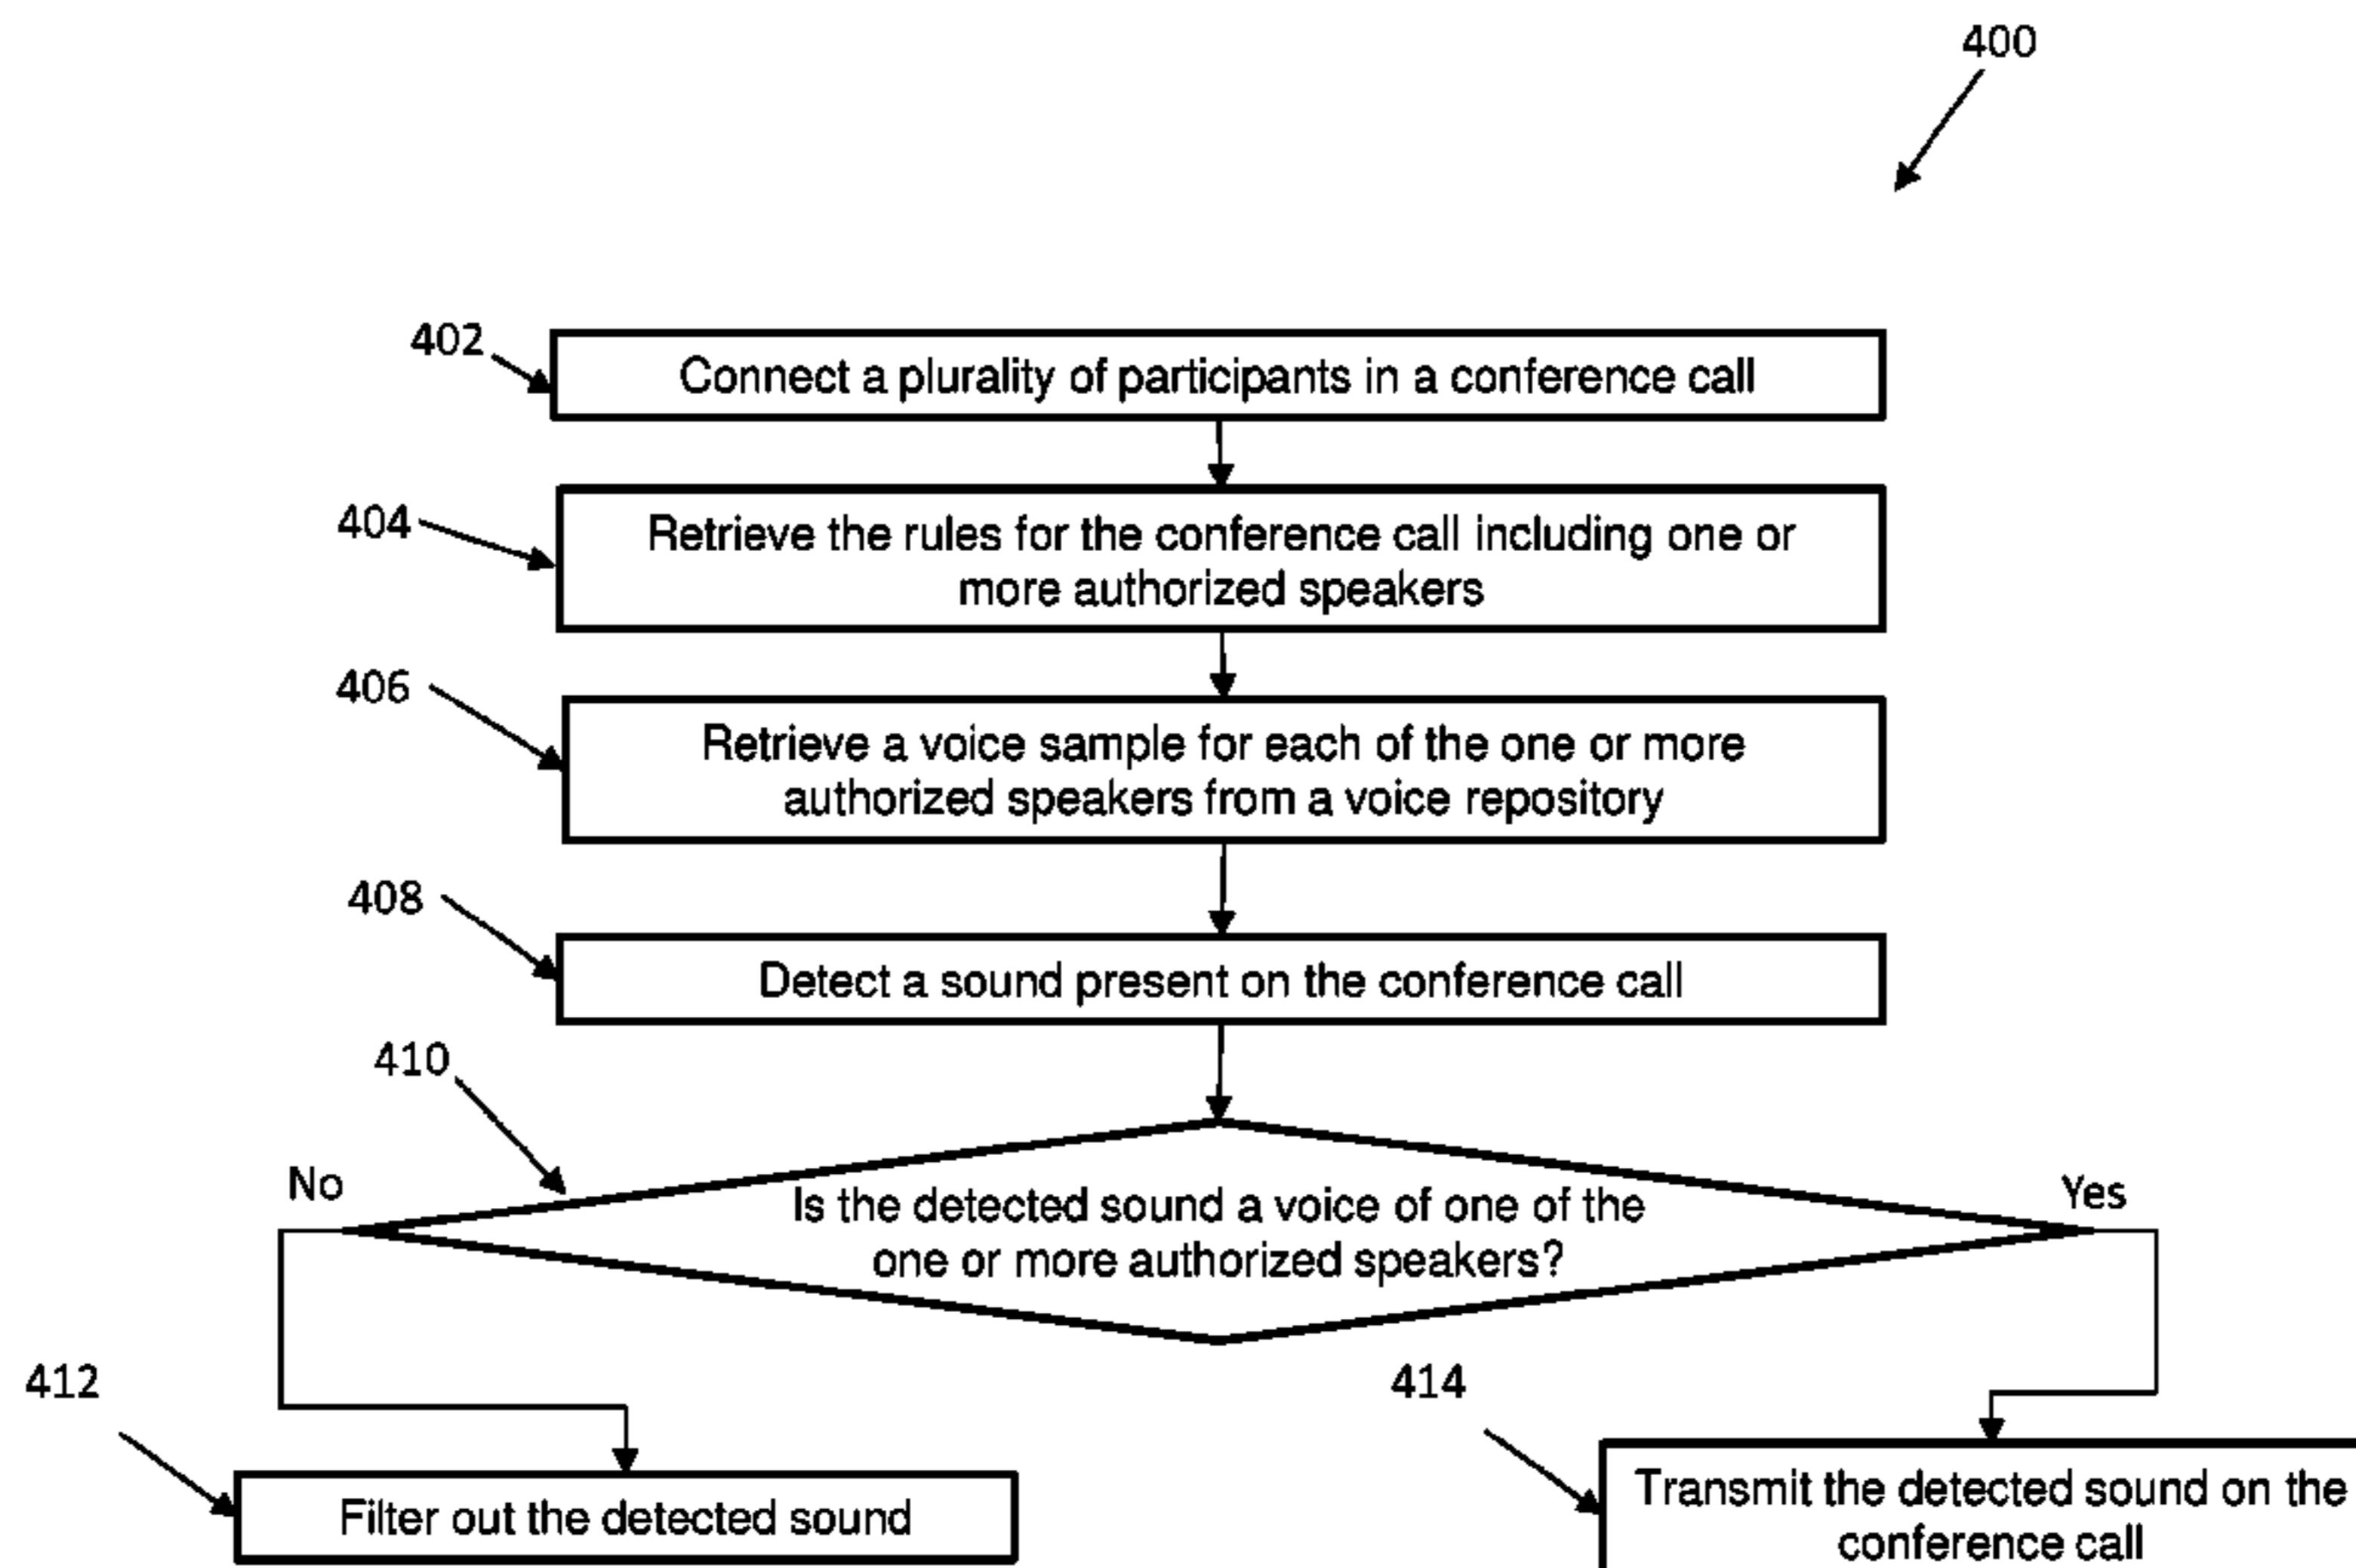 400
402
Connect a plurality of participants in a conference call
404
Retrieve the rules for the conference call including one or
more authorized speakers
406
Retrieve a voice sample for each of the one or more
authorized speakers from a voice repository
408
Detect a sound present on the conference call
410
No
Is the detected sound a voice of one of the
one or more authorized speakers?
Yes
412
414
Filter out the detected sound
Transmit the detected sound on the
conference call